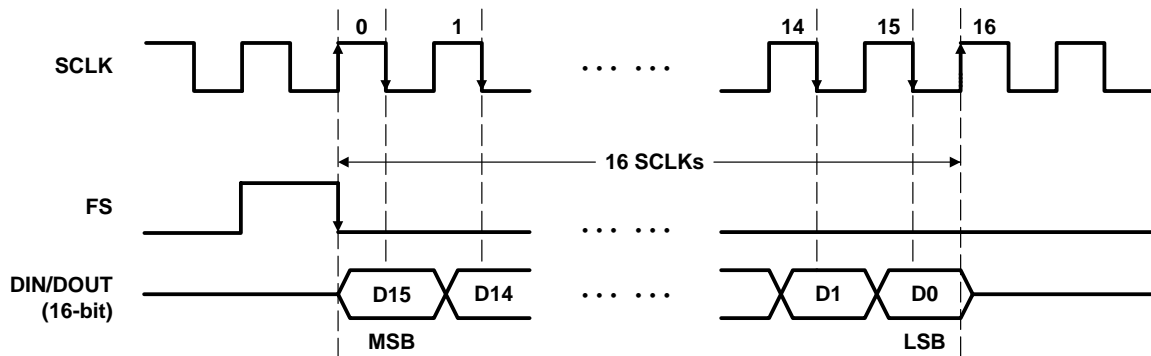 0 1 14 15 16
SCLK ... ... 
16 SCLKs
FS ... ...
DIN/DOUT
(16-bit)
D15 D14 ... ... D1 D0
MSB LSB